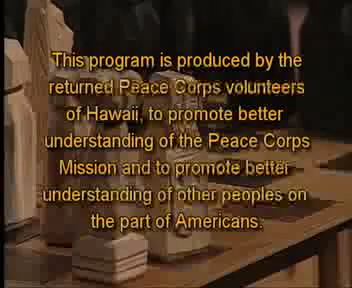 This program is produced by the
returned Peace Corps volunteers
of Hawaii, to promote better
understanding of the Peace Corps
Mission and to promote better
understanding of other peoples on
the part of Americans.